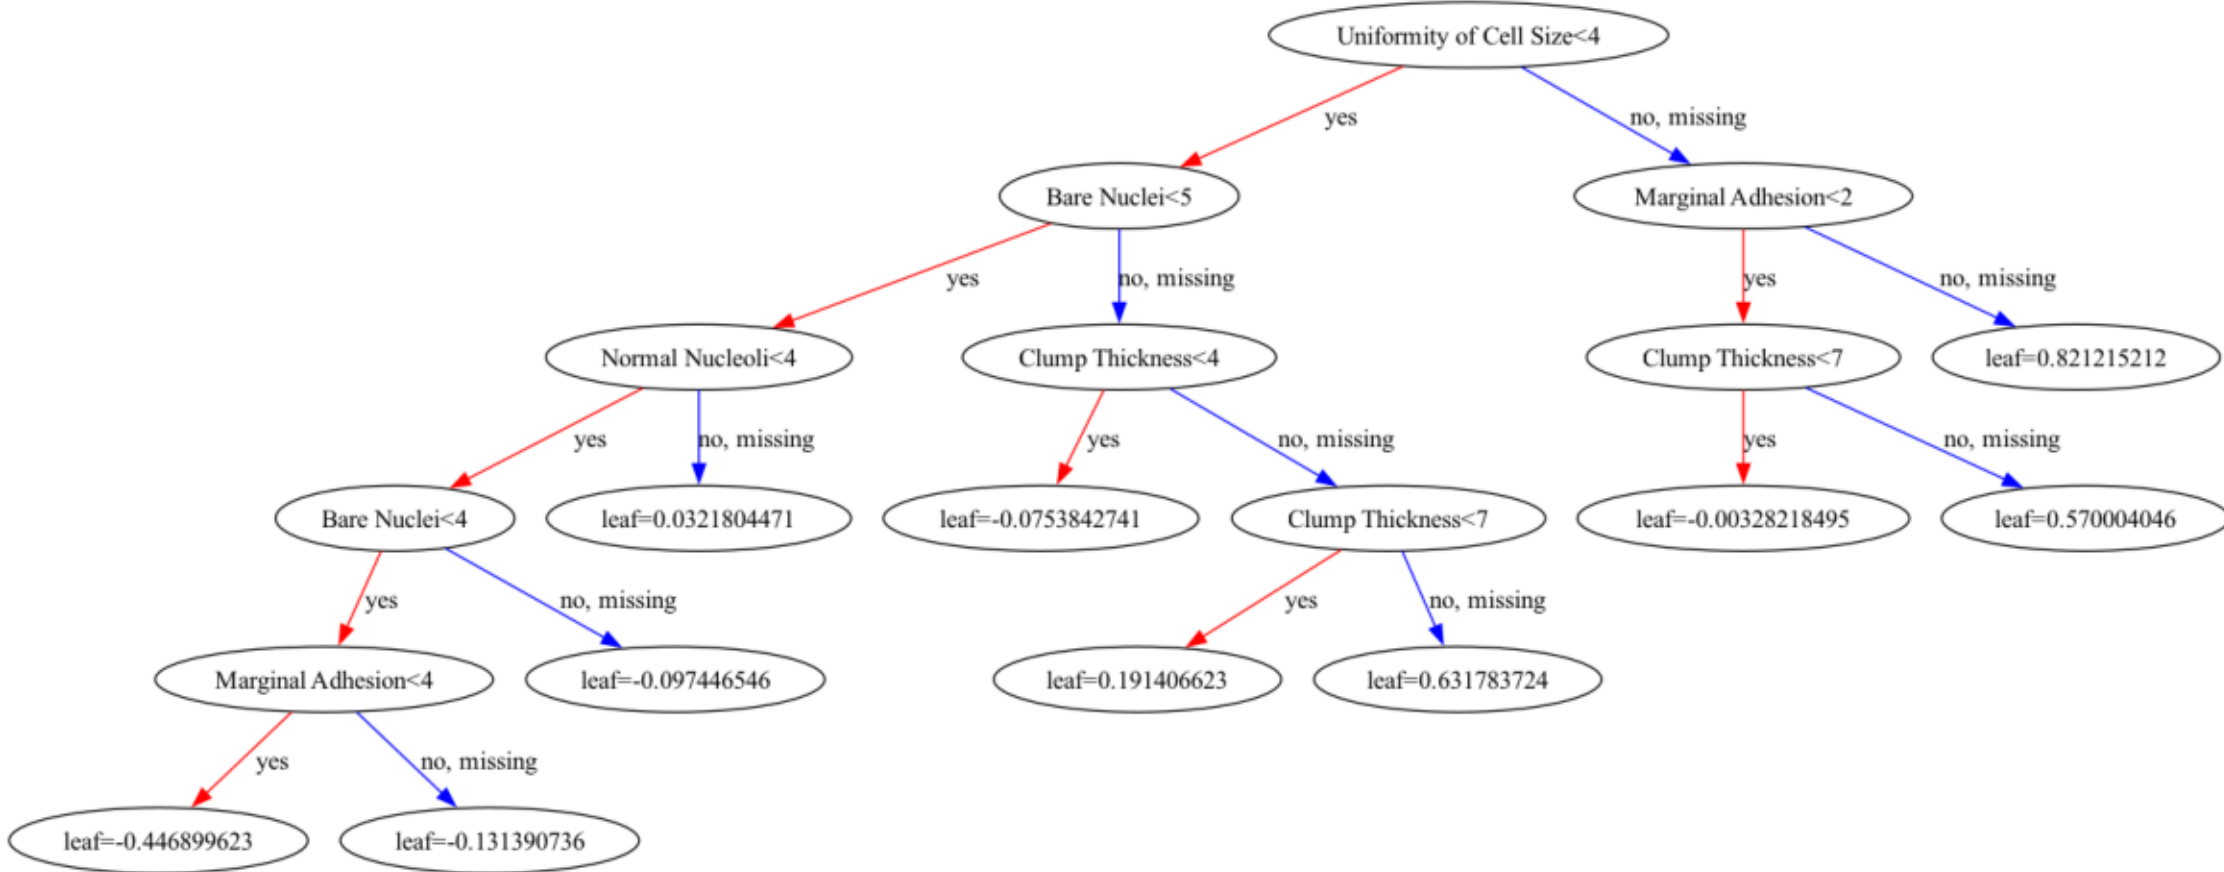 Uniformity of Cell Size<4
yes
no, missing
Bare Nuclei<5
Marginal Adhesion<2
yes
no, missing
yes
no, missing
Normal Nucleoli<4
Clump Thickness<4
Clump Thickness<7
leaf=0.821215212
yes
no, missing
yes
no, missing
yes
no, missing
Bare Nuclei<4
leaf=0.0321804471
leaf=-0.0753842741
Clump Thickness<7
leaf=-0.00328218495
leaf=0.570004046
yes
no, missing
yes
no, missing
Marginal Adhesion<4
leaf=-0.097446546
leaf=0.191406623
leaf=0.631783724
yes
no, missing
leaf=-0.446899623
leaf=-0.131390736